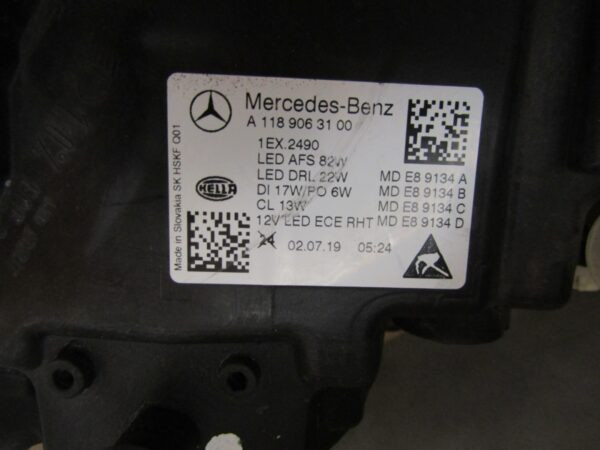 Mercedes-Benz
A 118 906 31 00
1EX.2490
LED AFS 82W
LED DRL 22W MD E8 9134 A
HELLA DI 17W/PO 6W MD E8 9134 B
CL 13W MD E8 9134 C
12V LED ECE RHT MD E8 9134 D
24 02.07.19 05:24
Made in Slovakia SK HSKF Q01